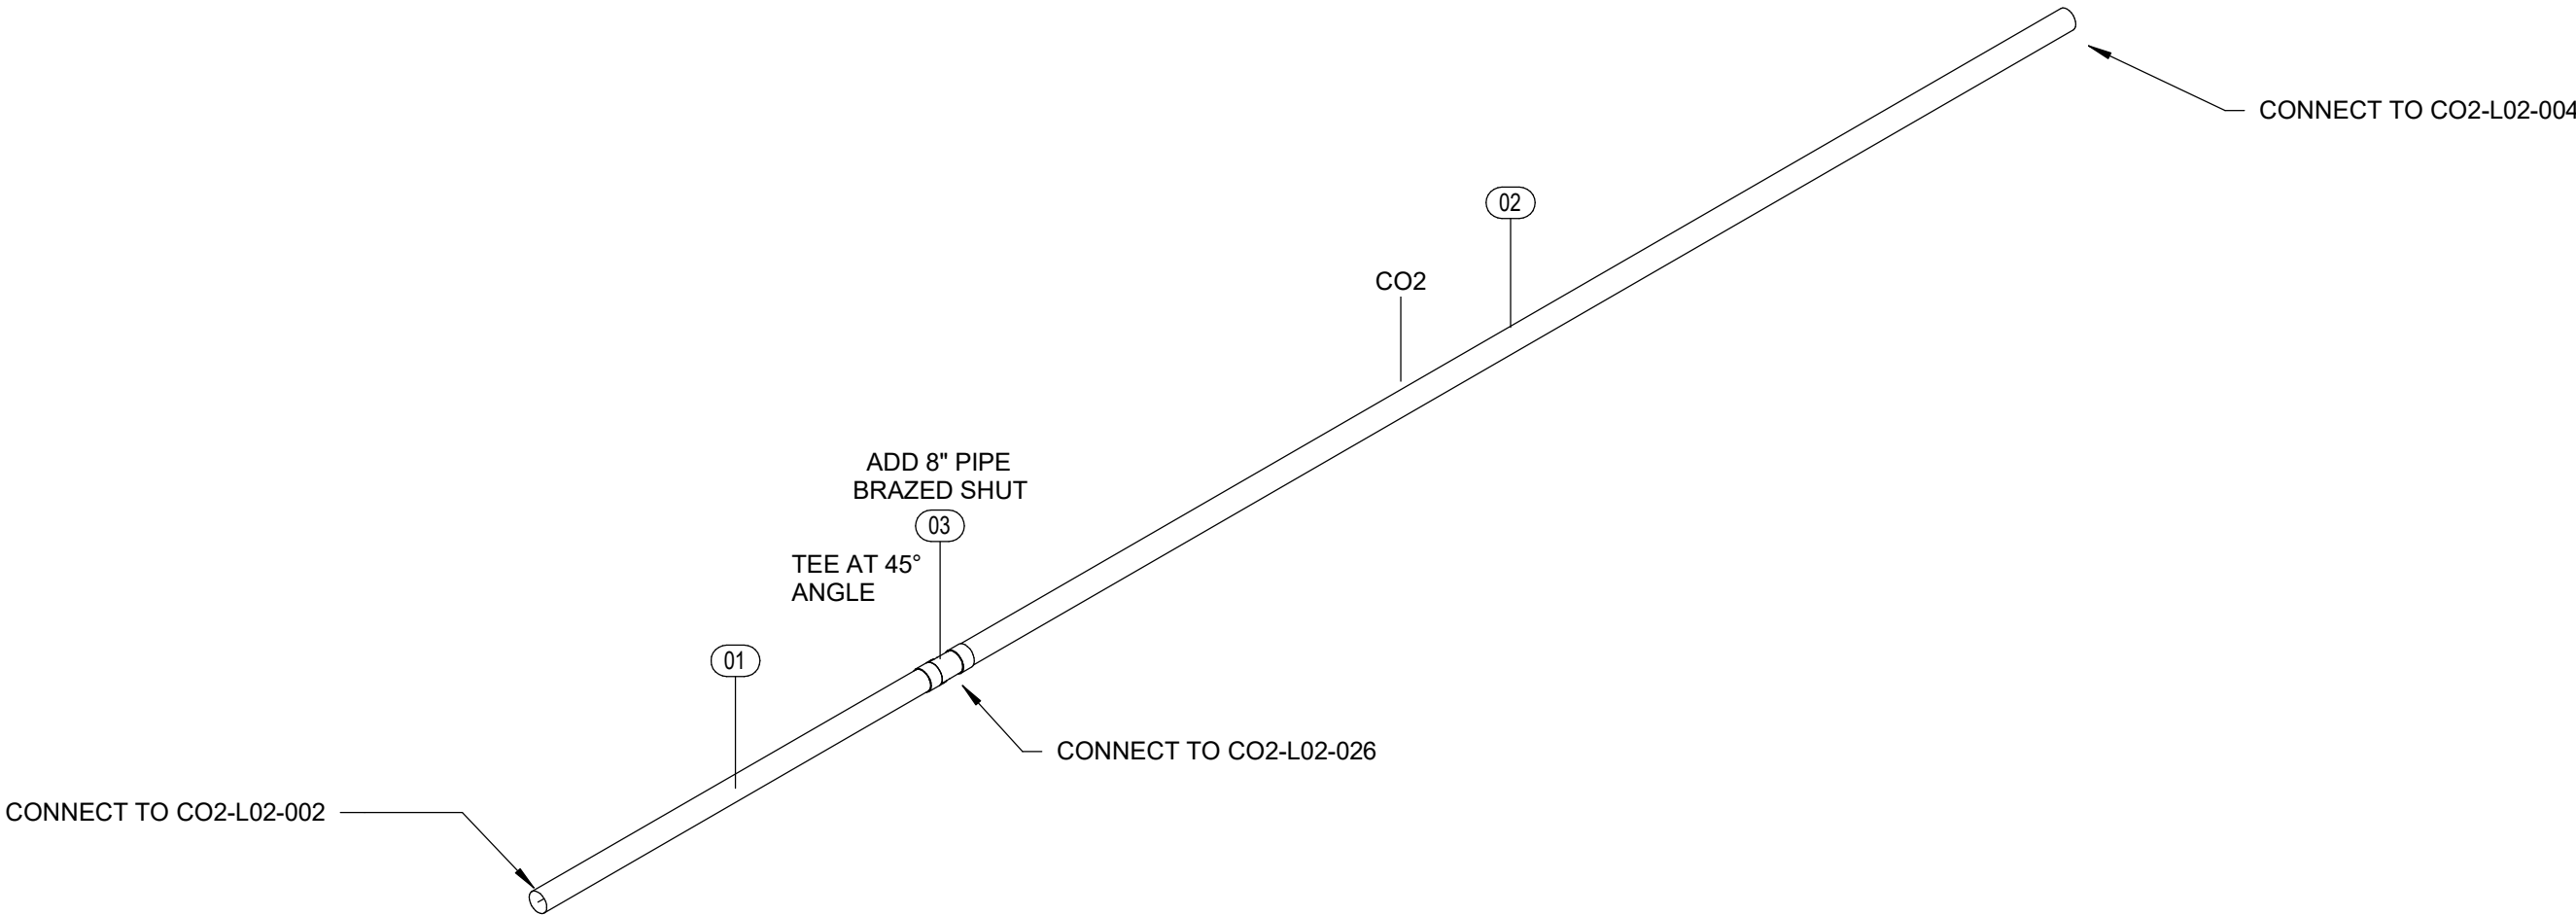 CONNECT TO CO2-L02-004
02
CO2
ADD 8" PIPE
BRAZED SHUT
03
TEE AT 45°
ANGLE
01
CONNECT TO CO2-L02-026
CONNECT TO CO2-L02-002